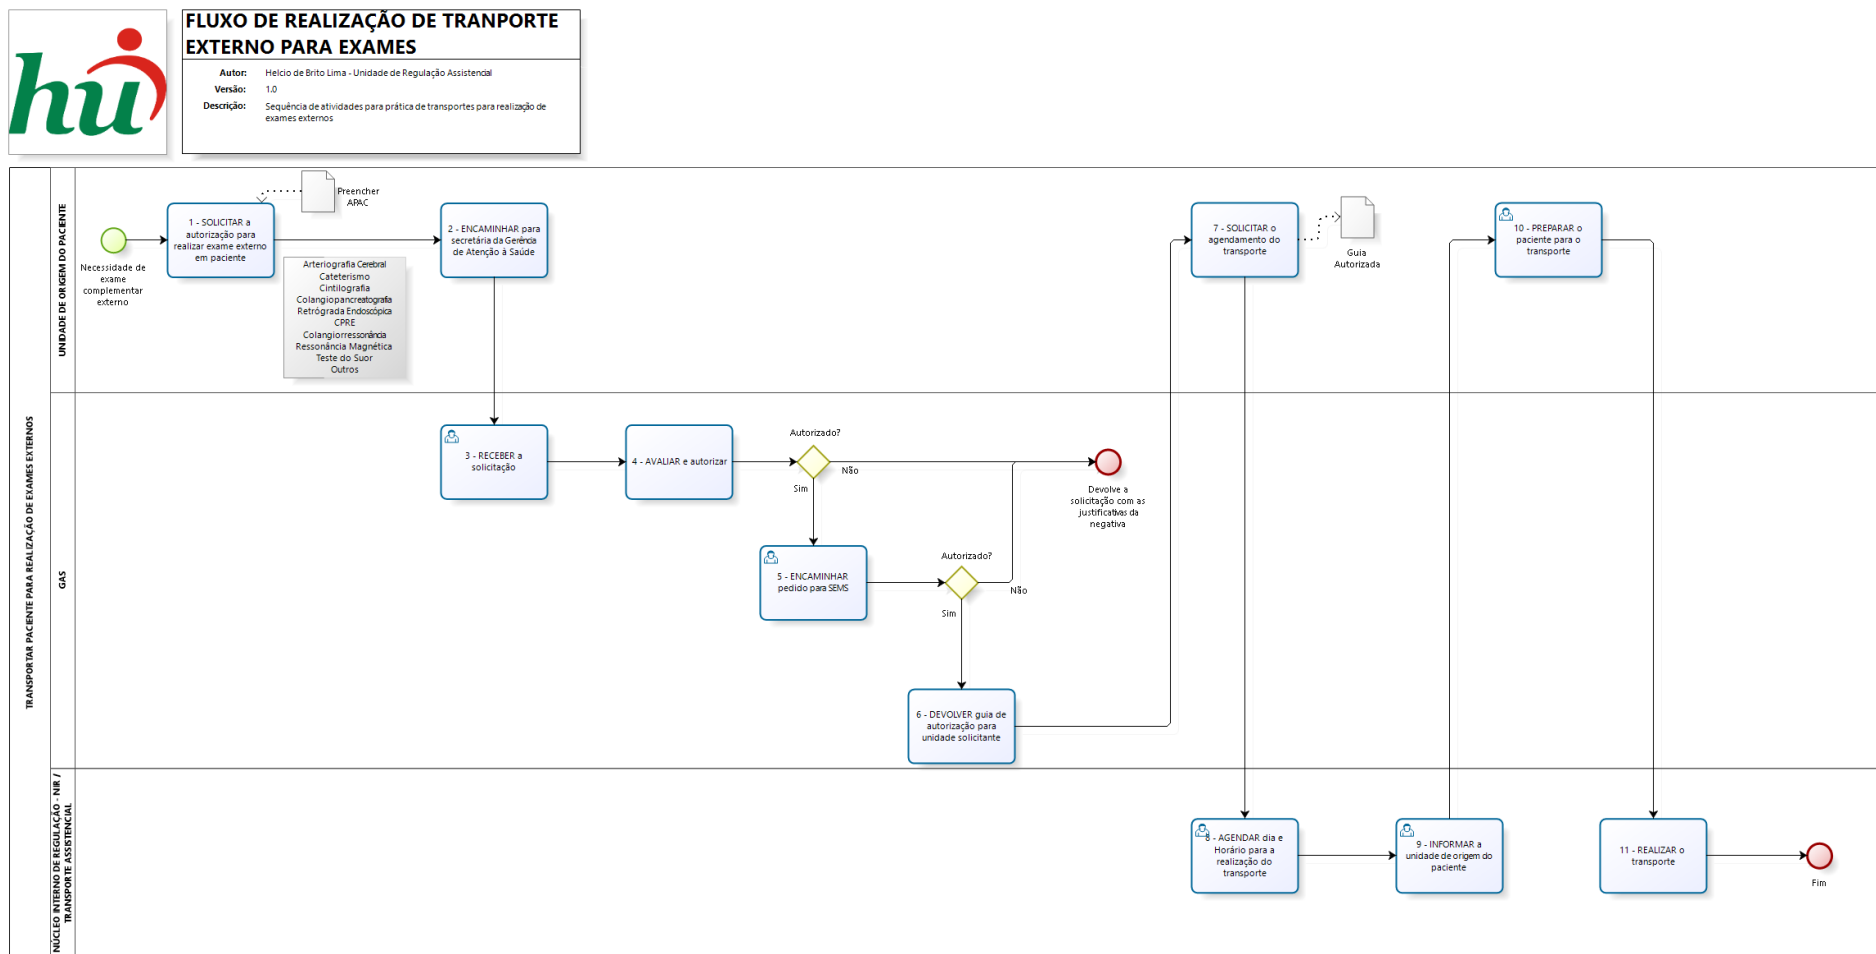 hu
FLUXO DE REALIZAÇÃO DE TRANPORTE
EXTERNO PARA EXAMES
Autor: Helcio de Brito Lima - Unidade de Regulação Assistencial
Versão: 1.0
Descrição: Sequência de atividades para prática de transportes para realização de
exames externos
TRANSPORTAR PACIENTE PARA REALIZAÇÃO DE EXAMES EXTERNOS
UNIDADE DE ORIGEM DO PACIENTE
Necessidade de
exame
complementar
externo
1 - SOLICITAR a
autorização para
realizar exame externo
em paciente
Preencher
APAC
Arteriografia Cerebral
Cateterismo
Cintilografia
Colangiopancreatografia
Retrógrada Endoscópica
CPRE
Colangiorressonância
Ressonância Magnética
Teste do Suor
Outros
2 - ENCAMINHAR para
secretária da Gerência
de Atenção à Saúde
7 - SOLICITAR o
agendamento do
transporte
Guia
Autorizada
10 - PREPARAR o
paciente para o
transporte
GAS
3 - RECEBER a
solicitação
4 - AVALIAR e autorizar
Autorizado?
Não
Sim
Devolve a
solicitação com as
justificativas da
negativa
5 - ENCAMINHAR
pedido para SEMS
Autorizado?
Não
Sim
6 - DEVOLVER guia de
autorização para
unidade solicitante
NÚCLEO INTERNO DE REGULAÇÃO - NIR /
TRANSPORTE ASSISTENCIAL
8 - AGENDAR dia e
Horário para a
realização do
transporte
9 - INFORMAR a
unidade de origem do
paciente
11 - REALIZAR o
transporte
Fim